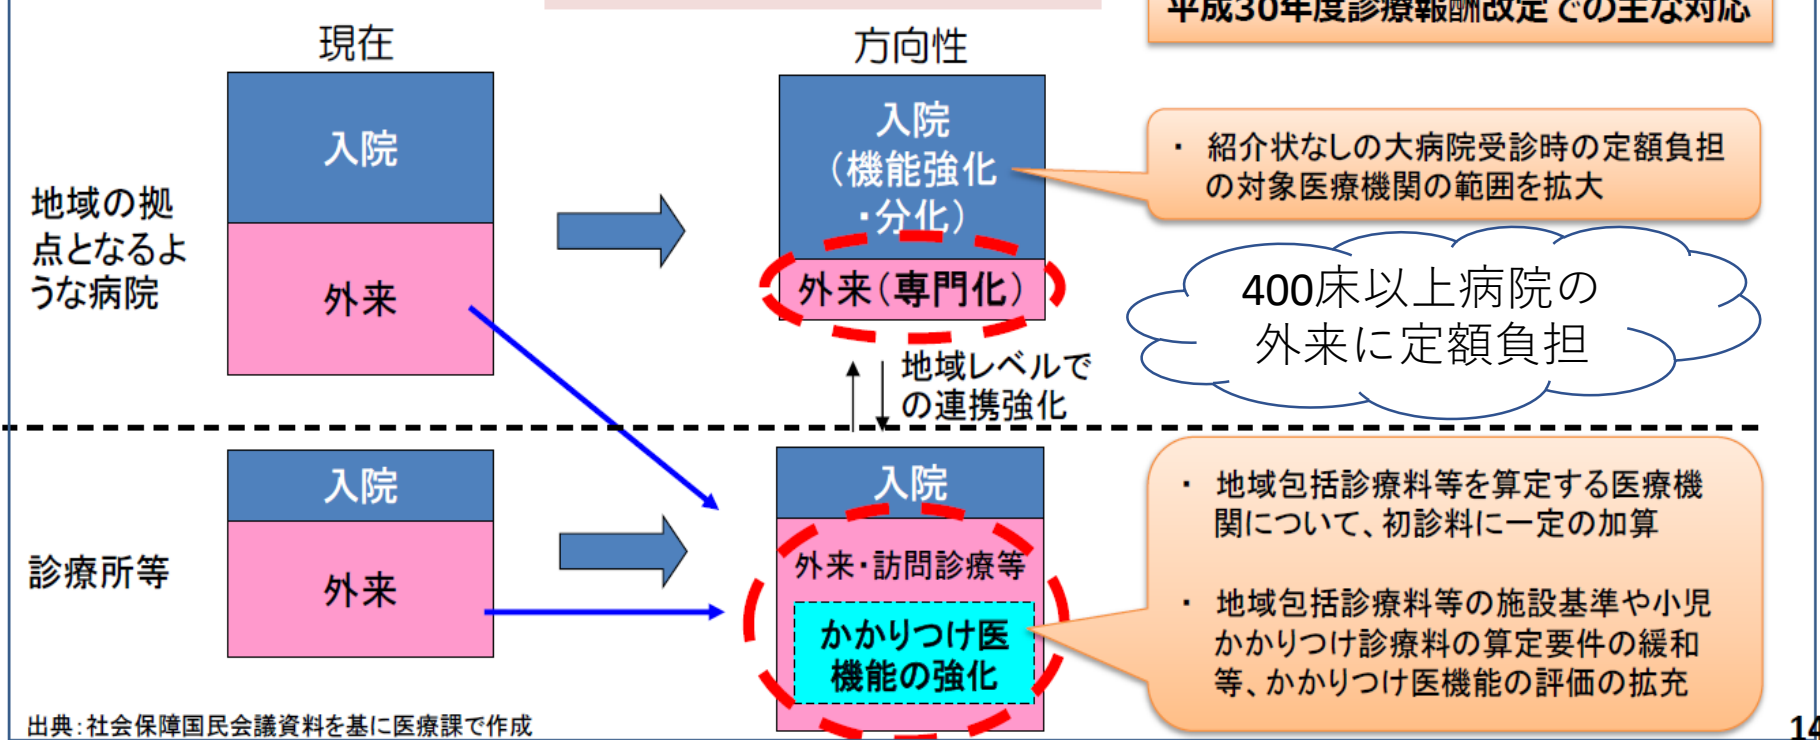 平成30年度診療報酬改定での主な対応
現在
方向性
入院
外来
地域の拠
点となるよ
うな病院
入院
(機能強化
・分化)
外来(専門化)
・ 紹介状なしの大病院受診時の定額負担
の対象医療機関の範囲を拡大
400床以上病院の
外来に定額負担
地域レベルで
の連携強化
診療所等
入院
外来
入院
外来・訪問診療等
かかりつけ医
機能の強化
・ 地域包括診療料等を算定する医療機
関について、初診料に一定の加算
・ 地域包括診療料等の施設基準や小児
かかりつけ診療料の算定要件の緩和
等、かかりつけ医機能の評価の拡充
出典:社会保障国民会議資料を基に医療課で作成
14